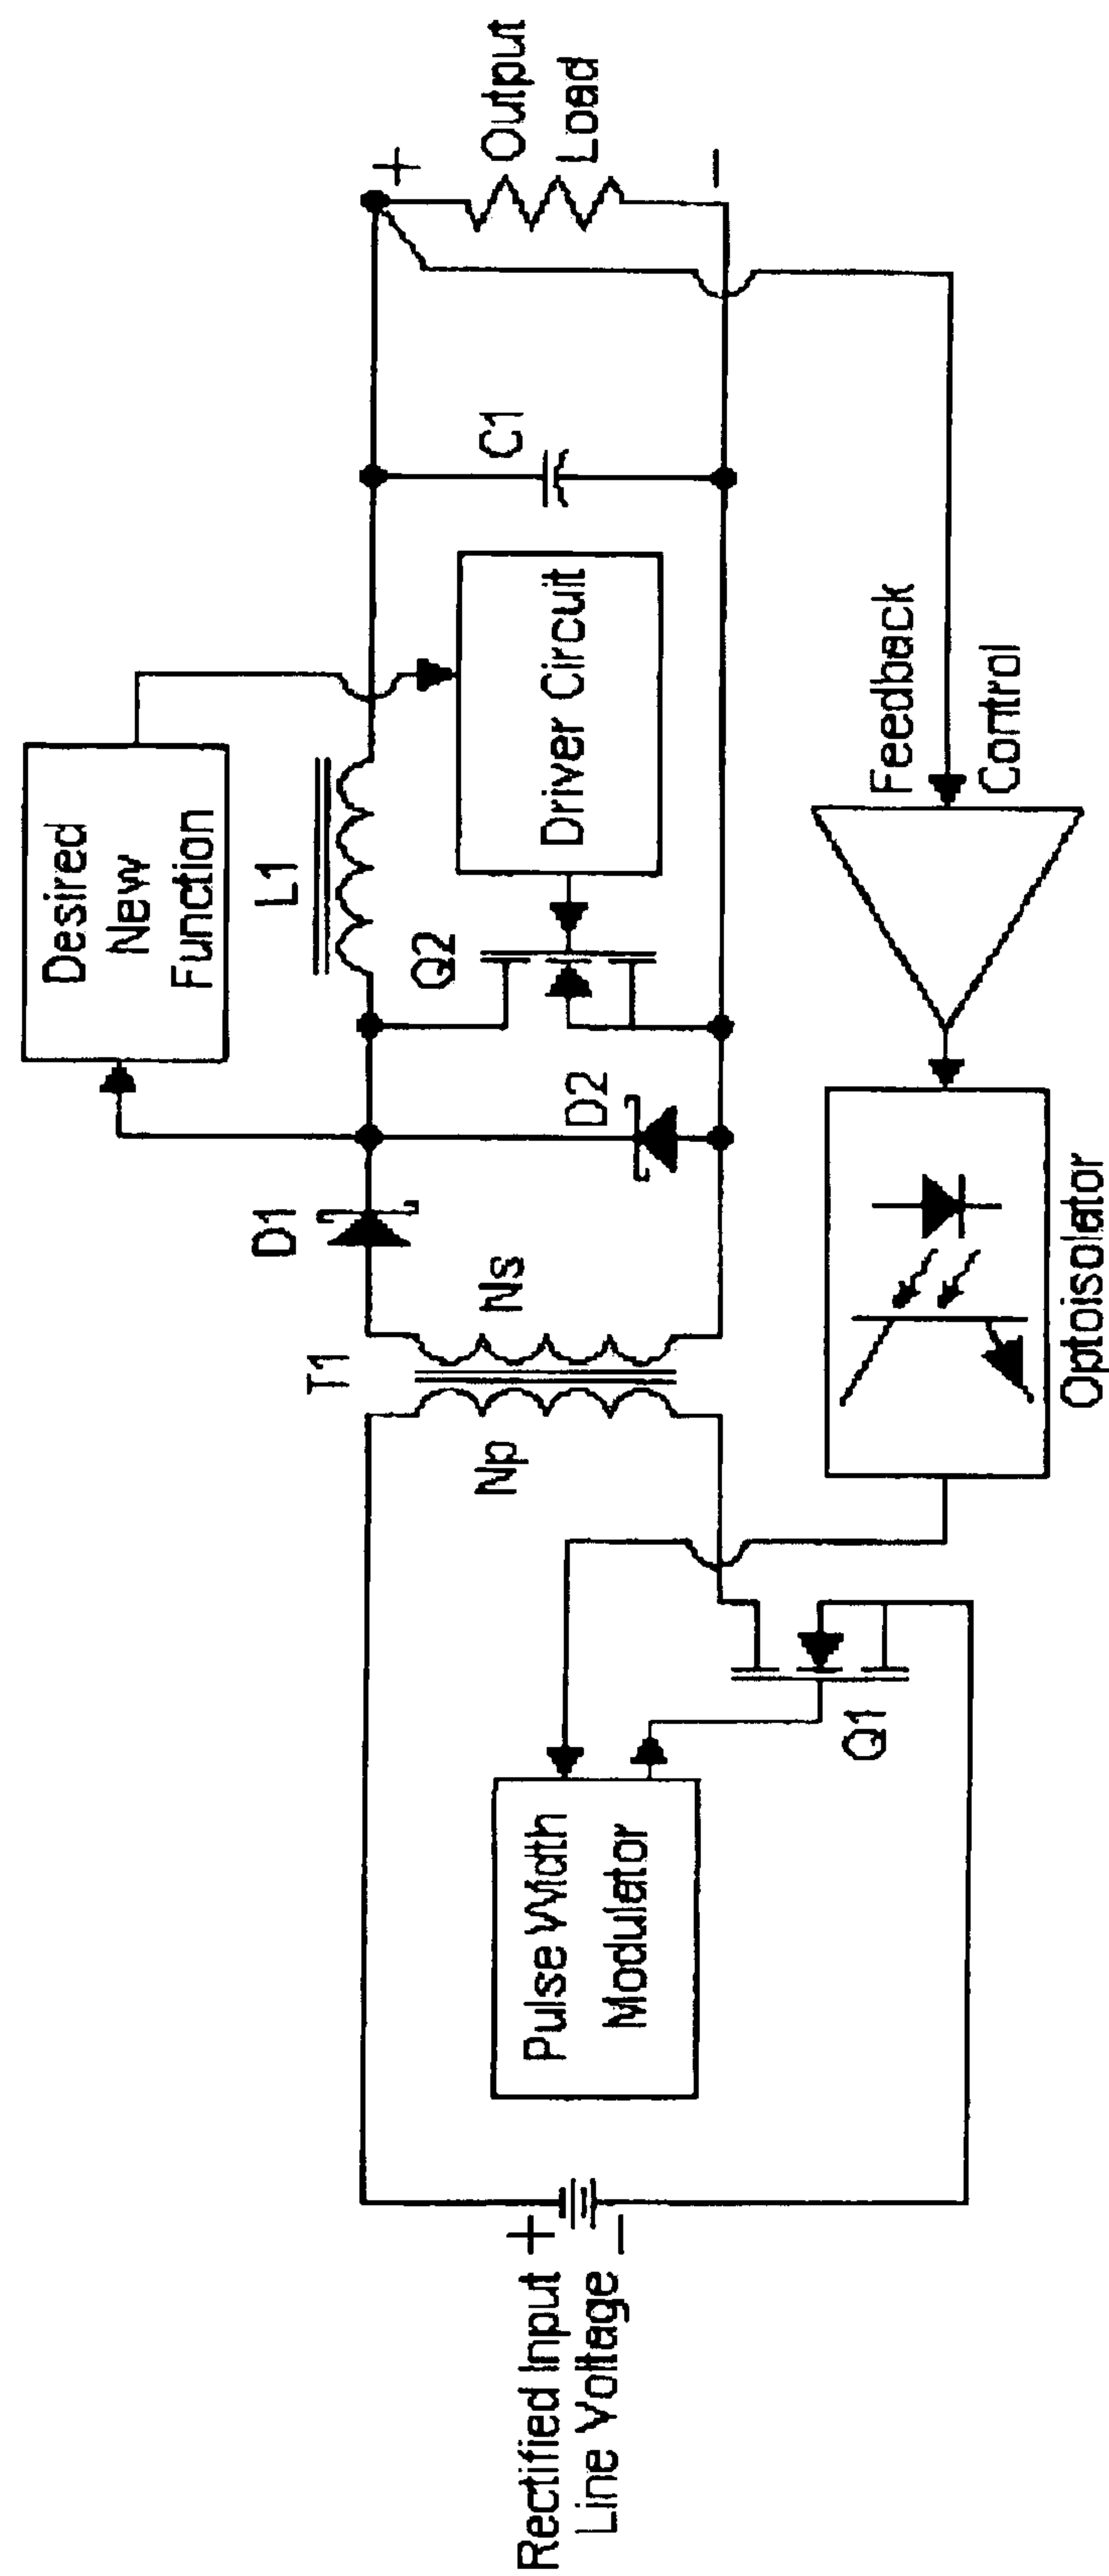 Rectified Input
Line Voltage
+
−
Pulse Width
Modulator
Q1
T1
Np
Ns
D1
D2
Desired
New
Function
L1
Q2
Driver Circuit
C1
+
−
Output
Load
Feedback
Control
Optoisolator